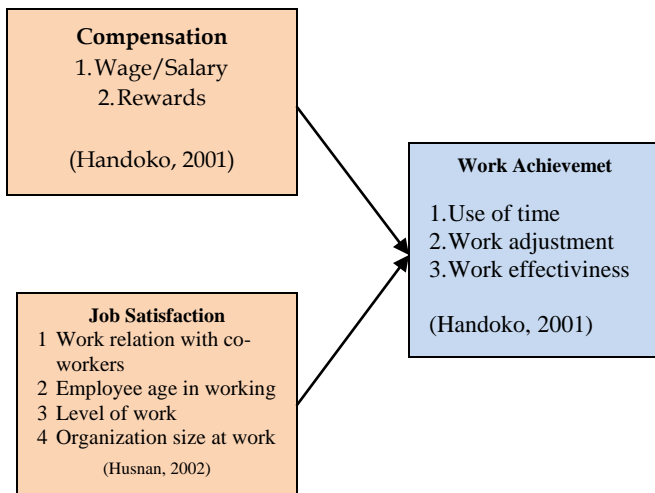 Compensation
1.Wage/Salary
2.Rewards
(Handoko, 2001)
Job Satisfaction
1 Work relation with co-
workers
2 Employee age in working
3 Level of work
4 Organization size at work
(Husnan, 2002)
Work Achievemet
1.Use of time
2.Work adjustment
3.Work effectiviness
(Handoko, 2001)